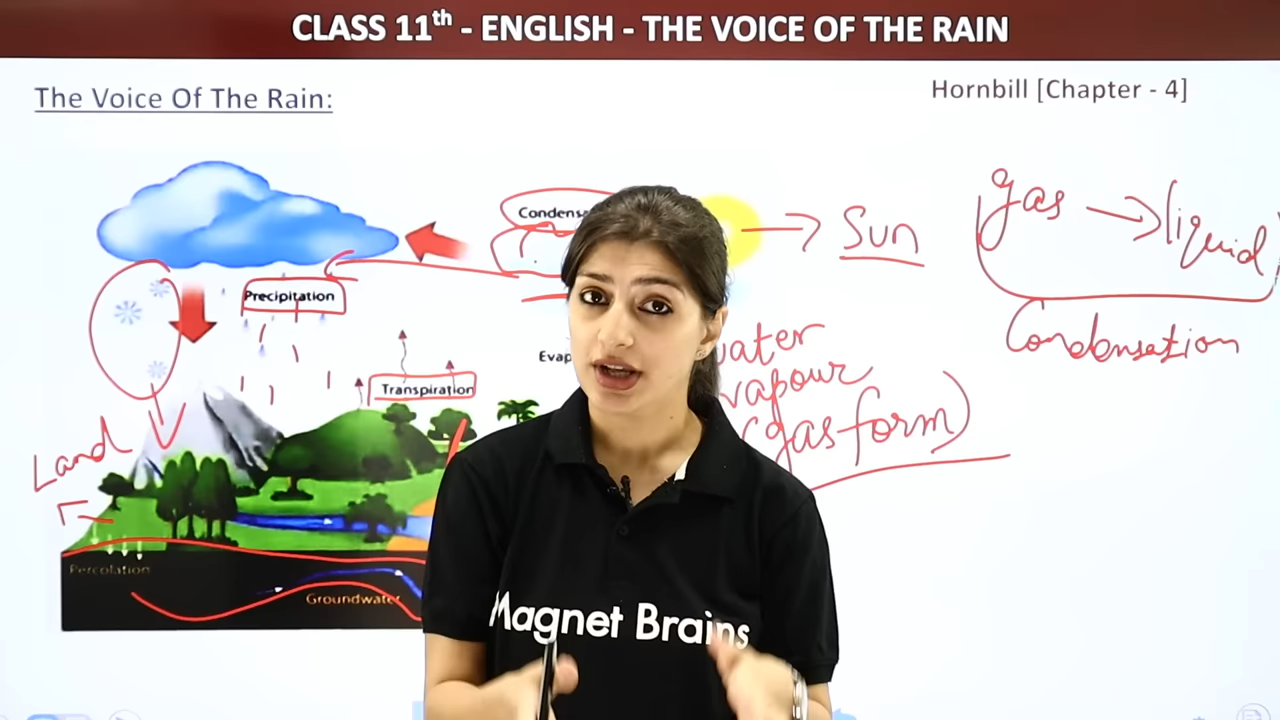 CLASS 11th - ENGLISH - THE VOICE OF THE RAIN
The Voice Of The Rain:
Hornbill [Chapter - 4]
gas → liquid
Condensation
Sun
Precipitation
water
vapour
(gas form)
Transpiration
Land
Percolation
Groundwater
Magnet Brains